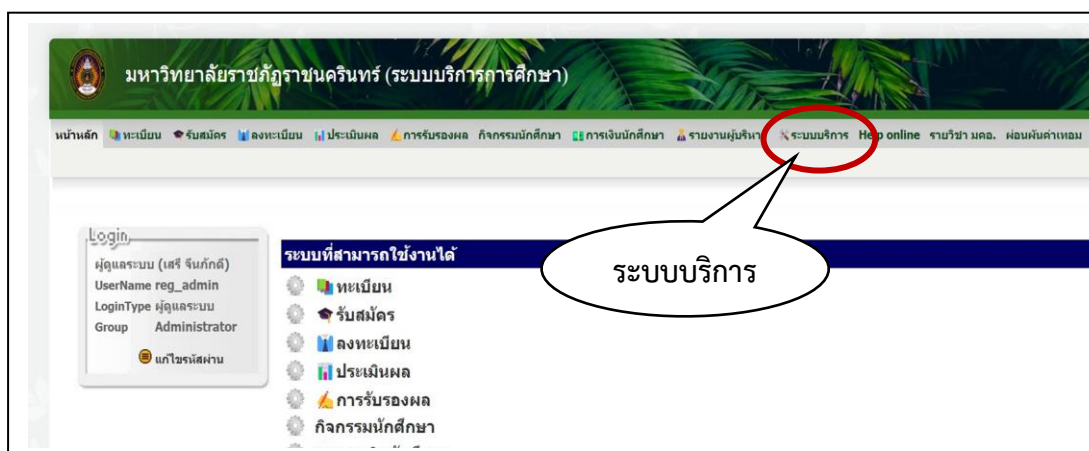 มหาวิทยาลัยราชภัฏราชนครินทร์ (ระบบบริการการศึกษา)
หน้าหลัก ทะเบียน รับสมัคร ลงทะเบียน ประเมินผล การรับรองผล กิจกรรมนักศึกษา การเงินนักศึกษา รายงานผู้บริหาร ระบบบริการ Help online รายวิชา มคอ. ผ่อนผันค่าเทอม
ระบบบริการ
Login
ผู้ดูแลระบบ (เสรี จีนภักดี)
UserName reg_admin
LoginType ผู้ดูแลระบบ
Group Administrator
แก้ไขรหัสผ่าน
ระบบที่สามารถใช้งานได้
ทะเบียน
รับสมัคร
ลงทะเบียน
ประเมินผล
การรับรองผล
กิจกรรมนักศึกษา